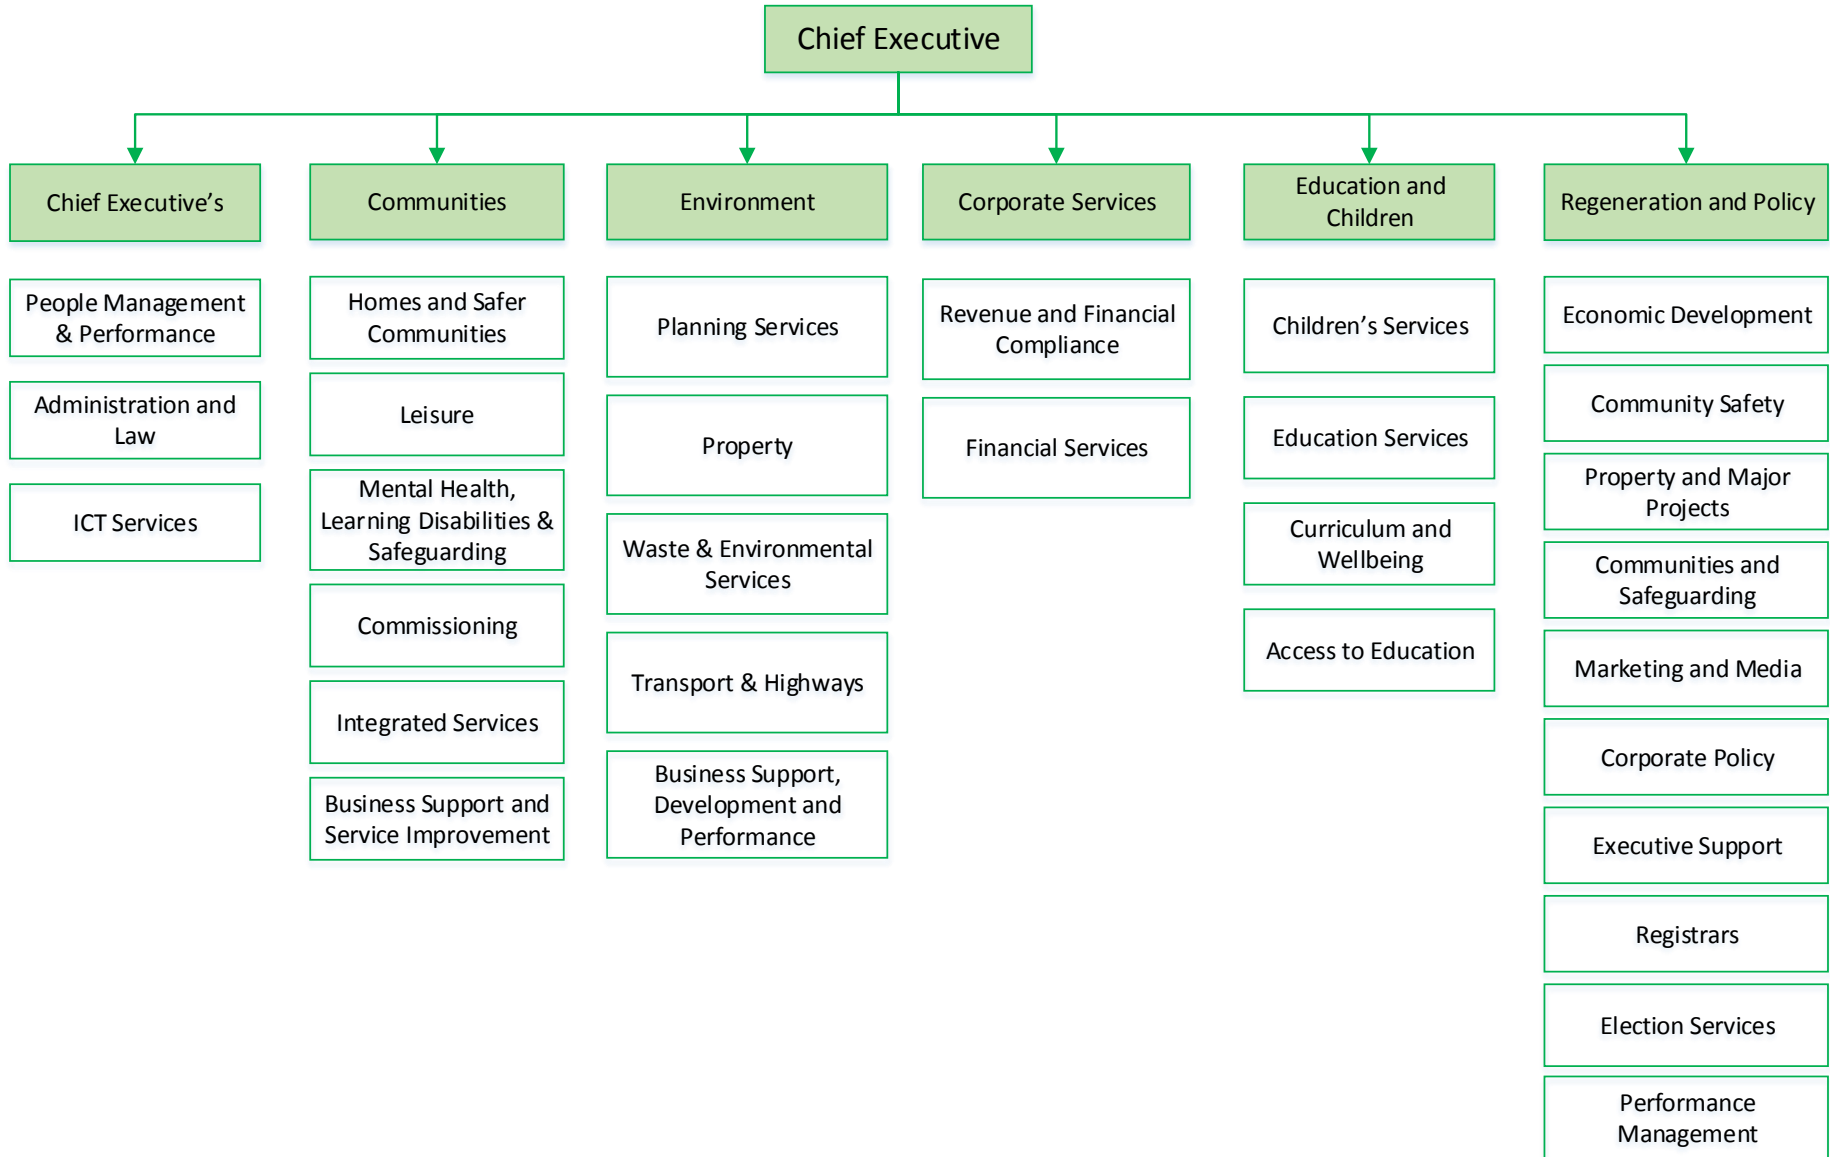 Chief Executive
Chief Executive’s
Communities
Environment
Corporate Services
Education and
Children
Regeneration and Policy
People Management
& Performance
Administration and
Law
ICT Services
Homes and Safer
Communities
Leisure
Mental Health,
Learning Disabilities &
Safeguarding
Commissioning
Integrated Services
Business Support and
Service Improvement
Planning Services
Property
Waste & Environmental
Services
Transport & Highways
Business Support,
Development and
Performance
Revenue and Financial
Compliance
Financial Services
Children’s Services
Education Services
Curriculum and
Wellbeing
Access to Education
Economic Development
Community Safety
Property and Major
Projects
Communities and
Safeguarding
Marketing and Media
Corporate Policy
Executive Support
Registrars
Election Services
Performance
Management